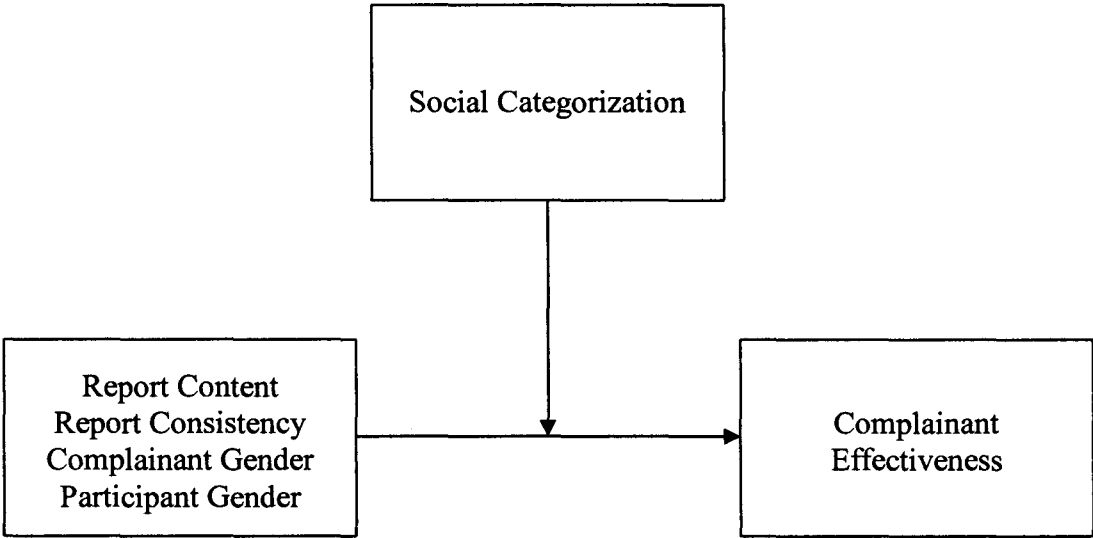 Social Categorization
Report Content
Report Consistency
Complainant Gender
Participant Gender
Complainant
Effectiveness